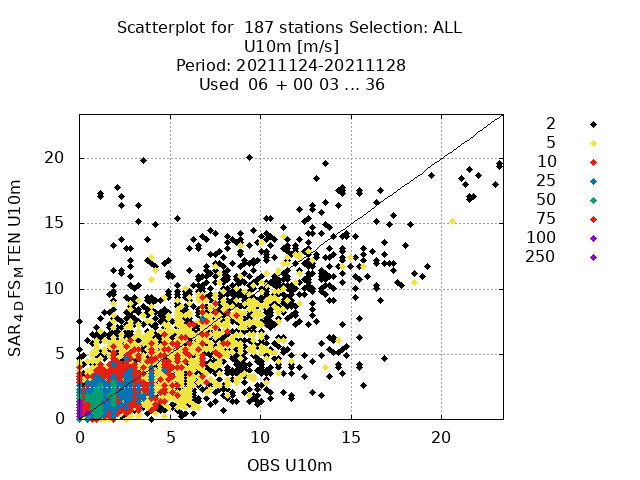 Scatterplot for  187 stations Selection: ALL
U10m [m/s]
Period: 20211124-20211128
Used  06 + 00 03 ... 36
SAR4DFSMTEN U10m
20
15
10
5
0
0 5 10 15 20
OBS U10m
2
5
10
25
50
75
100
250